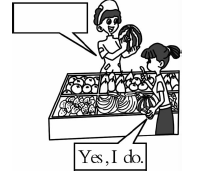 Yes, I do.